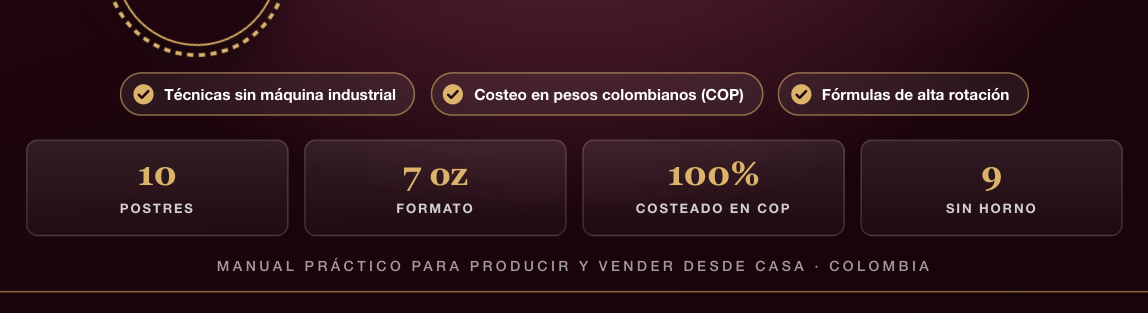 Técnicas sin máquina industrial
Costeo en pesos colombianos (COP)
Fórmulas de alta rotación
10
POSTRES
7 oz
FORMATO
100%
COSTEADO EN COP
9
SIN HORNO
MANUAL PRÁCTICO PARA PRODUCIR Y VENDER DESDE CASA · COLOMBIA